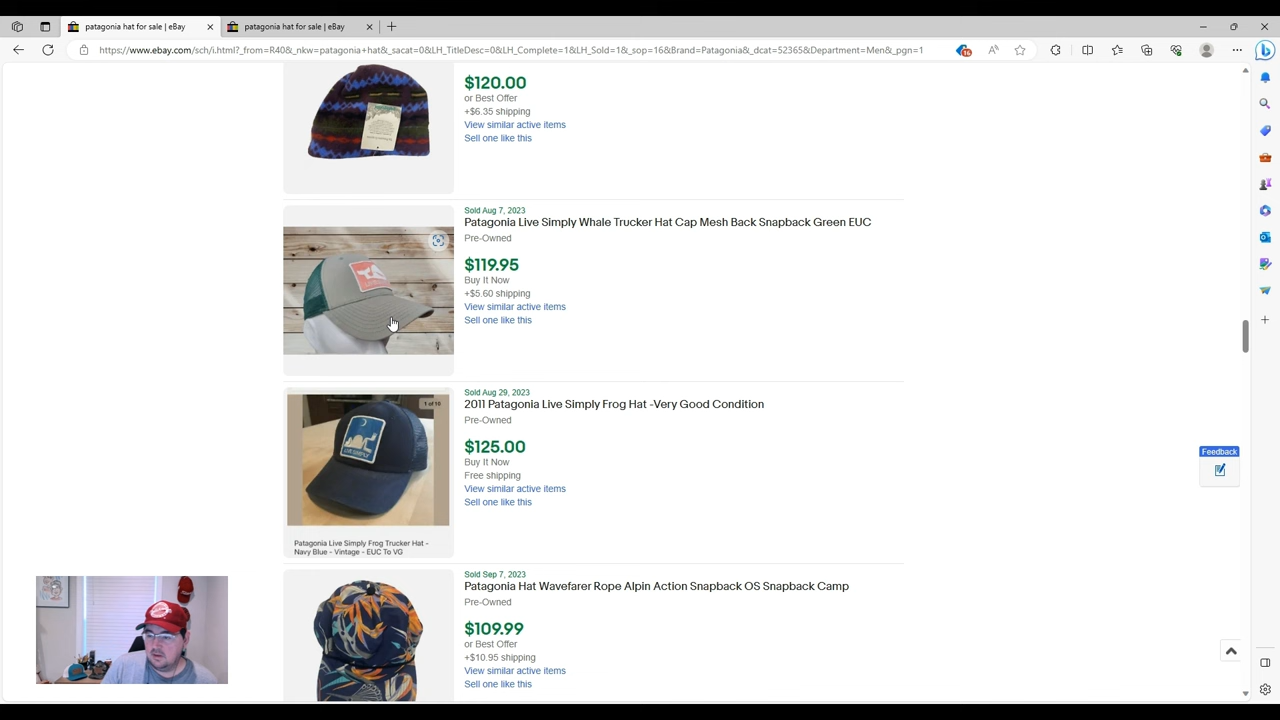 patagonia hat for sale | eBay
patagonia hat for sale | eBay
https://www.ebay.com/sch/i.html?_from=R40&_nkw=patagonia+hat&_sacat=0&LH_TitleDesc=0&LH_Complete=1&LH_Sold=1&_sop=16&Brand=Patagonia&_dcat=52365&Department=Men&_pgn=1
16
$120.00
or Best Offer
+$6.35 shipping
View similar active items
Sell one like this
Sold Aug 7, 2023
Patagonia Live Simply Whale Trucker Hat Cap Mesh Back Snapback Green EUC
Pre-Owned
$119.95
Buy It Now
+$5.60 shipping
View similar active items
Sell one like this
1 of 10
Patagonia Live Simply Frog Trucker Hat -
Navy Blue - Vintage - EUC To VG
Sold Aug 29, 2023
2011 Patagonia Live Simply Frog Hat -Very Good Condition
Pre-Owned
$125.00
Buy It Now
Free shipping
View similar active items
Sell one like this
Sold Sep 7, 2023
Patagonia Hat Wavefarer Rope Alpin Action Snapback OS Snapback Camp
Pre-Owned
$109.99
or Best Offer
+$10.95 shipping
View similar active items
Sell one like this
Feedback